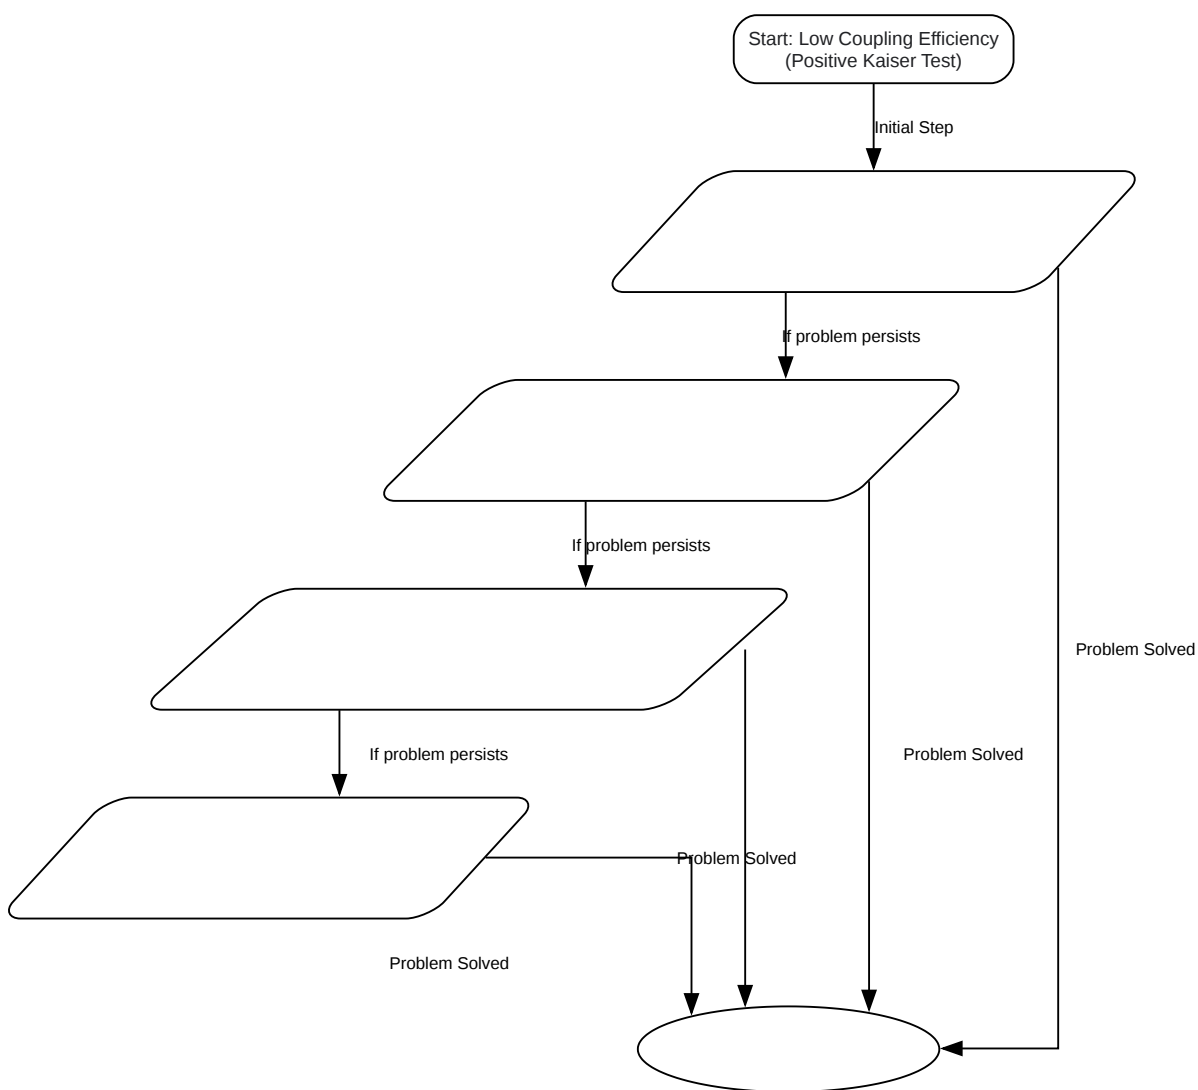 Start: Low Coupling Efficiency
(Positive Kaiser Test)
Initial Step
If problem persists
If problem persists
Problem Solved
If problem persists
Problem Solved
Problem Solved
Problem Solved